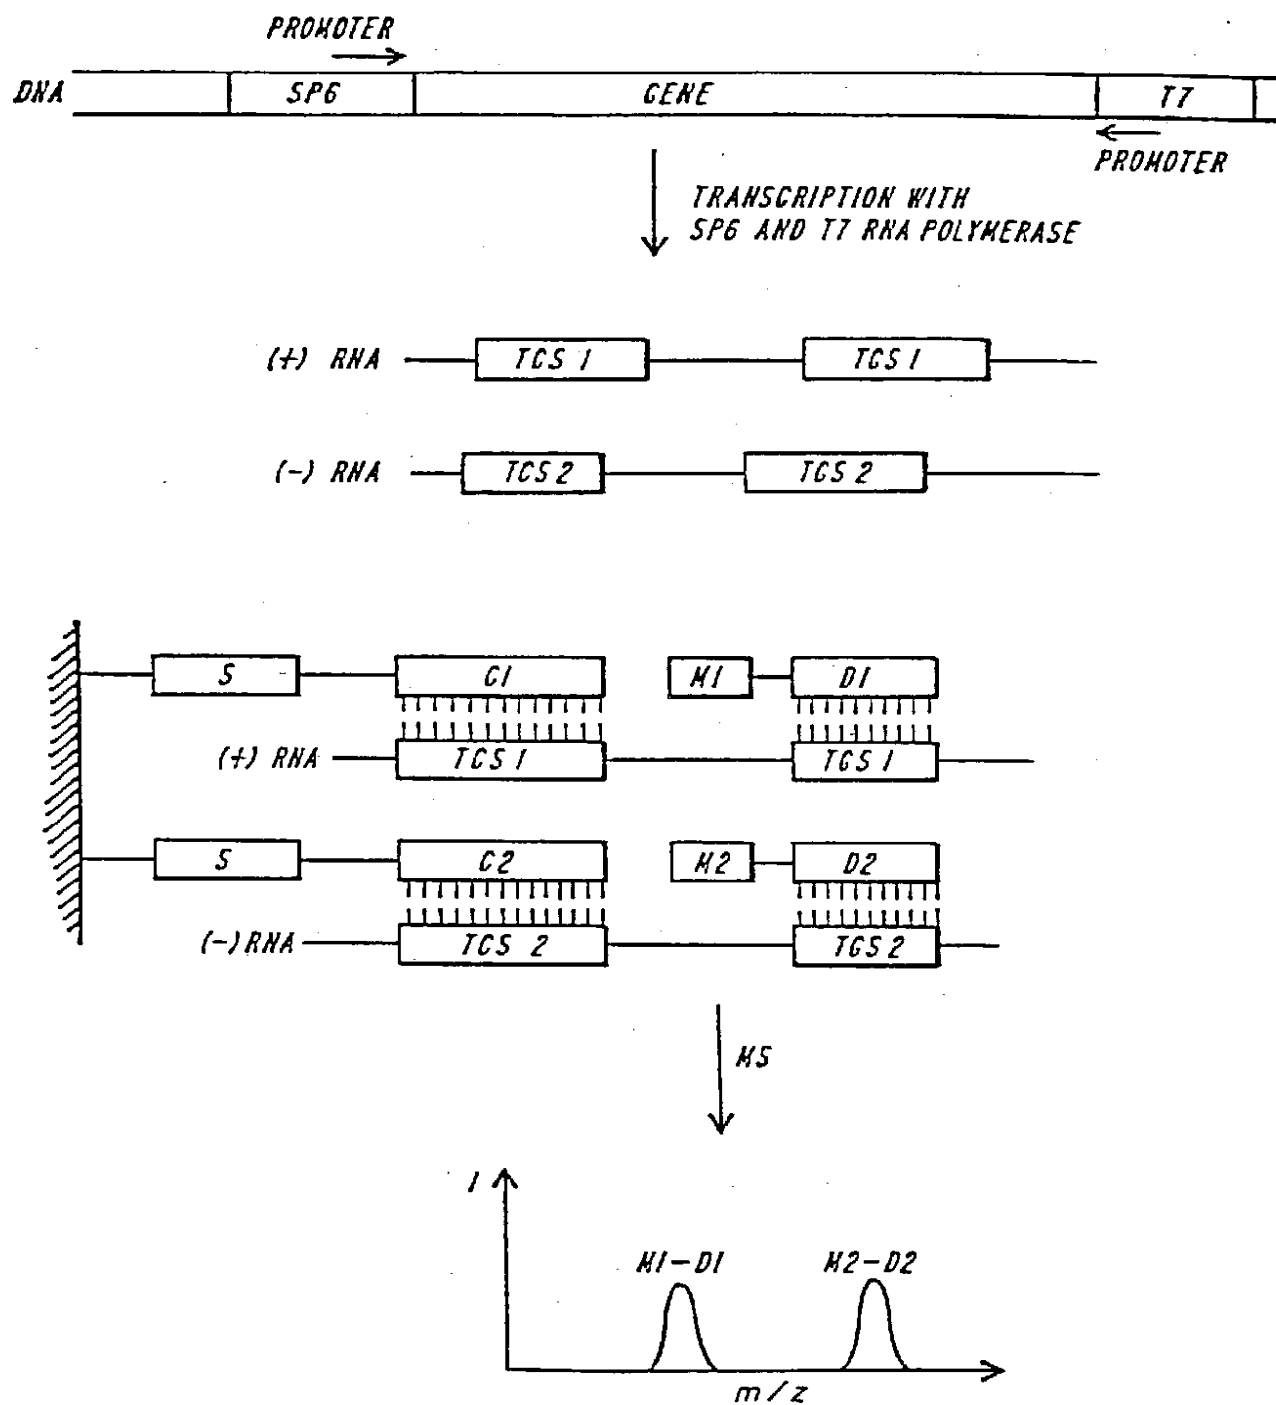 PROMOTER
DNA SP6 GENE T7
PROMOTER
TRANSCRIPTION WITH
SP6 AND T7 RNA POLYMERASE
(+) RNA TCS 1 TCS 1
(-) RNA TCS 2 TCS 2
S C1 M1 D1
(+) RNA TCS 1 TCS 1
S C2 M2 D2
(-) RNA TCS 2 TCS 2
MS
I
M1-D1 M2-D2
m/z